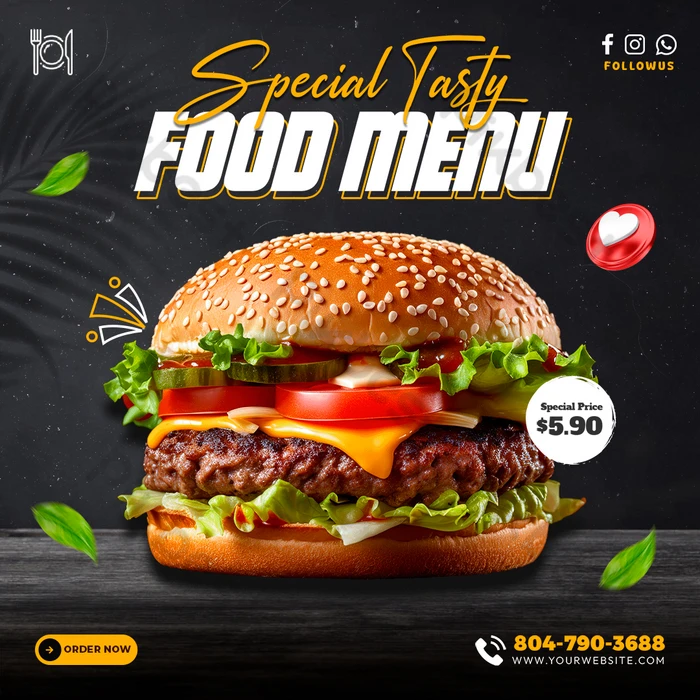 FOLLOWUS
Special Tasty
FOOD MENU
Special Price
$5.90
ORDER NOW
804-790-3688
WWW.YOURWEBSITE.COM